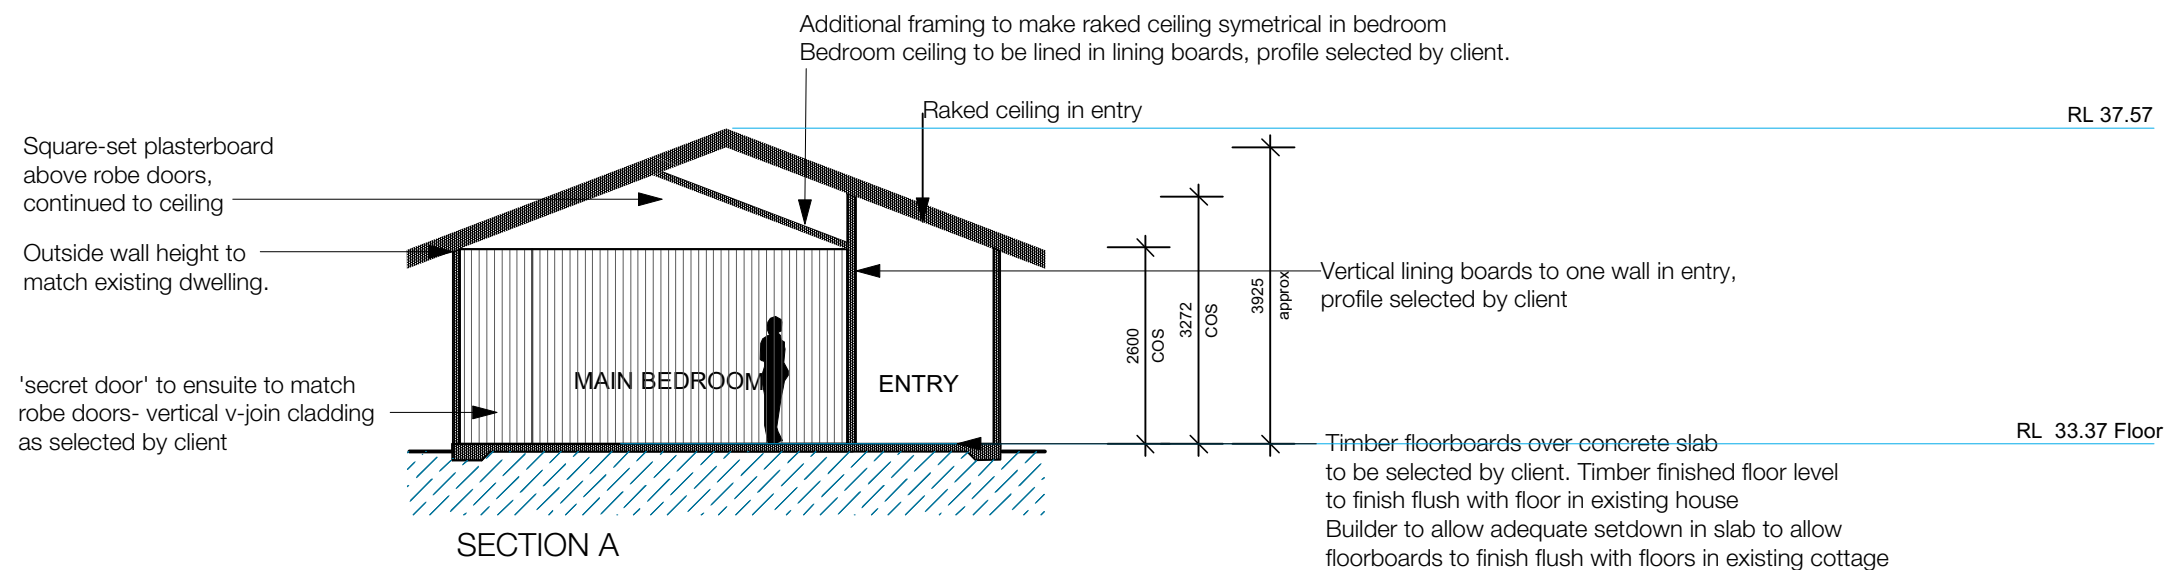 Additional framing to make raked ceiling symetrical in bedroom
Bedroom ceiling to be lined in lining boards, profile selected by client.
Raked ceiling in entry
RL 37.57
Square-set plasterboard
above robe doors,
continued to ceiling
Outside wall height to
match existing dwelling.
'secret door' to ensuite to match
robe doors- vertical v-join cladding
as selected by client
MAIN BEDROOM
ENTRY
2600
COS
3272
COS
3925
approx
Vertical lining boards to one wall in entry,
profile selected by client
RL 33.37 Floor
Timber floorboards over concrete slab
to be selected by client. Timber finished floor level
to finish flush with floor in existing house
Builder to allow adequate setdown in slab to allow
floorboards to finish flush with floors in existing cottage
SECTION A